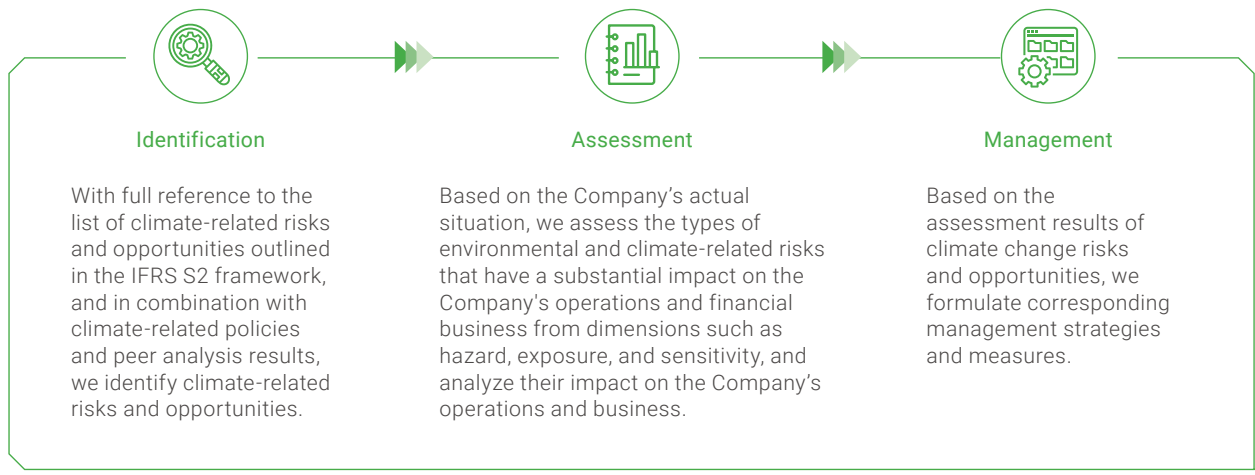 Identification
With full reference to the
list of climate-related risks
and opportunities outlined
in the IFRS S2 framework,
and in combination with
climate-related policies
and peer analysis results,
we identify climate-related
risks and opportunities.
Assessment
Based on the Company’s actual
situation, we assess the types of
environmental and climate-related risks
that have a substantial impact on the
Company's operations and financial
business from dimensions such as
hazard, exposure, and sensitivity, and
analyze their impact on the Company’s
operations and business.
Management
Based on the
assessment results of
climate change risks
and opportunities, we
formulate corresponding
management strategies
and measures.